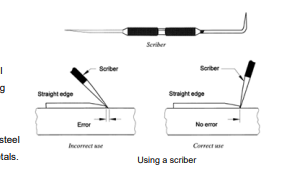 Scriber
l
g
Scriber
Scriber
Straight edge
Straight edge
Error
No error
steel
Incorrect use
Correct use
tals.
Using a scriber